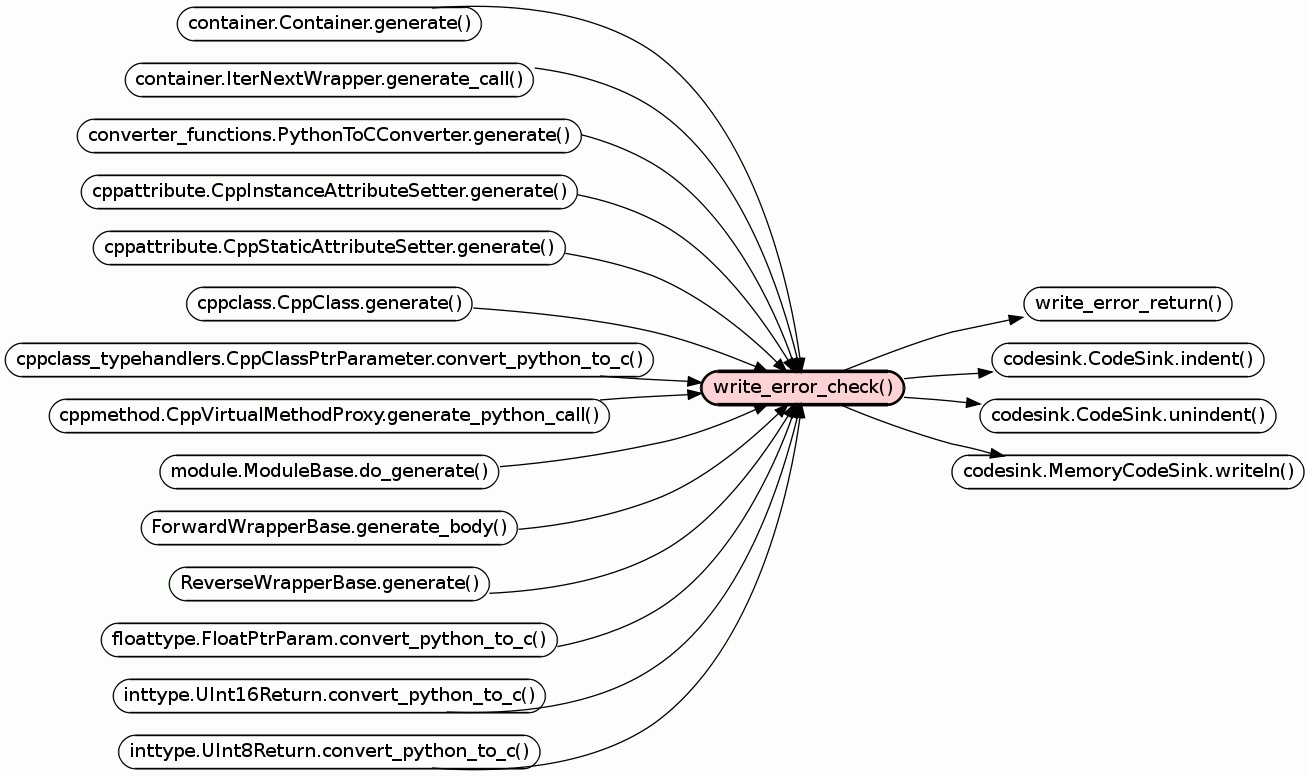 container.Container.generate()
container.IterNextWrapper.generate_call()
converter_functions.PythonToCConverter.generate()
cppattribute.CppInstanceAttributeSetter.generate()
cppattribute.CppStaticAttributeSetter.generate()
cppclass.CppClass.generate()
cppclass_typehandlers.CppClassPtrParameter.convert_python_to_c()
cppmethod.CppVirtualMethodProxy.generate_python_call()
module.ModuleBase.do_generate()
ForwardWrapperBase.generate_body()
ReverseWrapperBase.generate()
floattype.FloatPtrParam.convert_python_to_c()
inttype.UInt16Return.convert_python_to_c()
inttype.UInt8Return.convert_python_to_c()
write_error_check()
write_error_return()
codesink.CodeSink.indent()
codesink.CodeSink.unindent()
codesink.MemoryCodeSink.writeln()